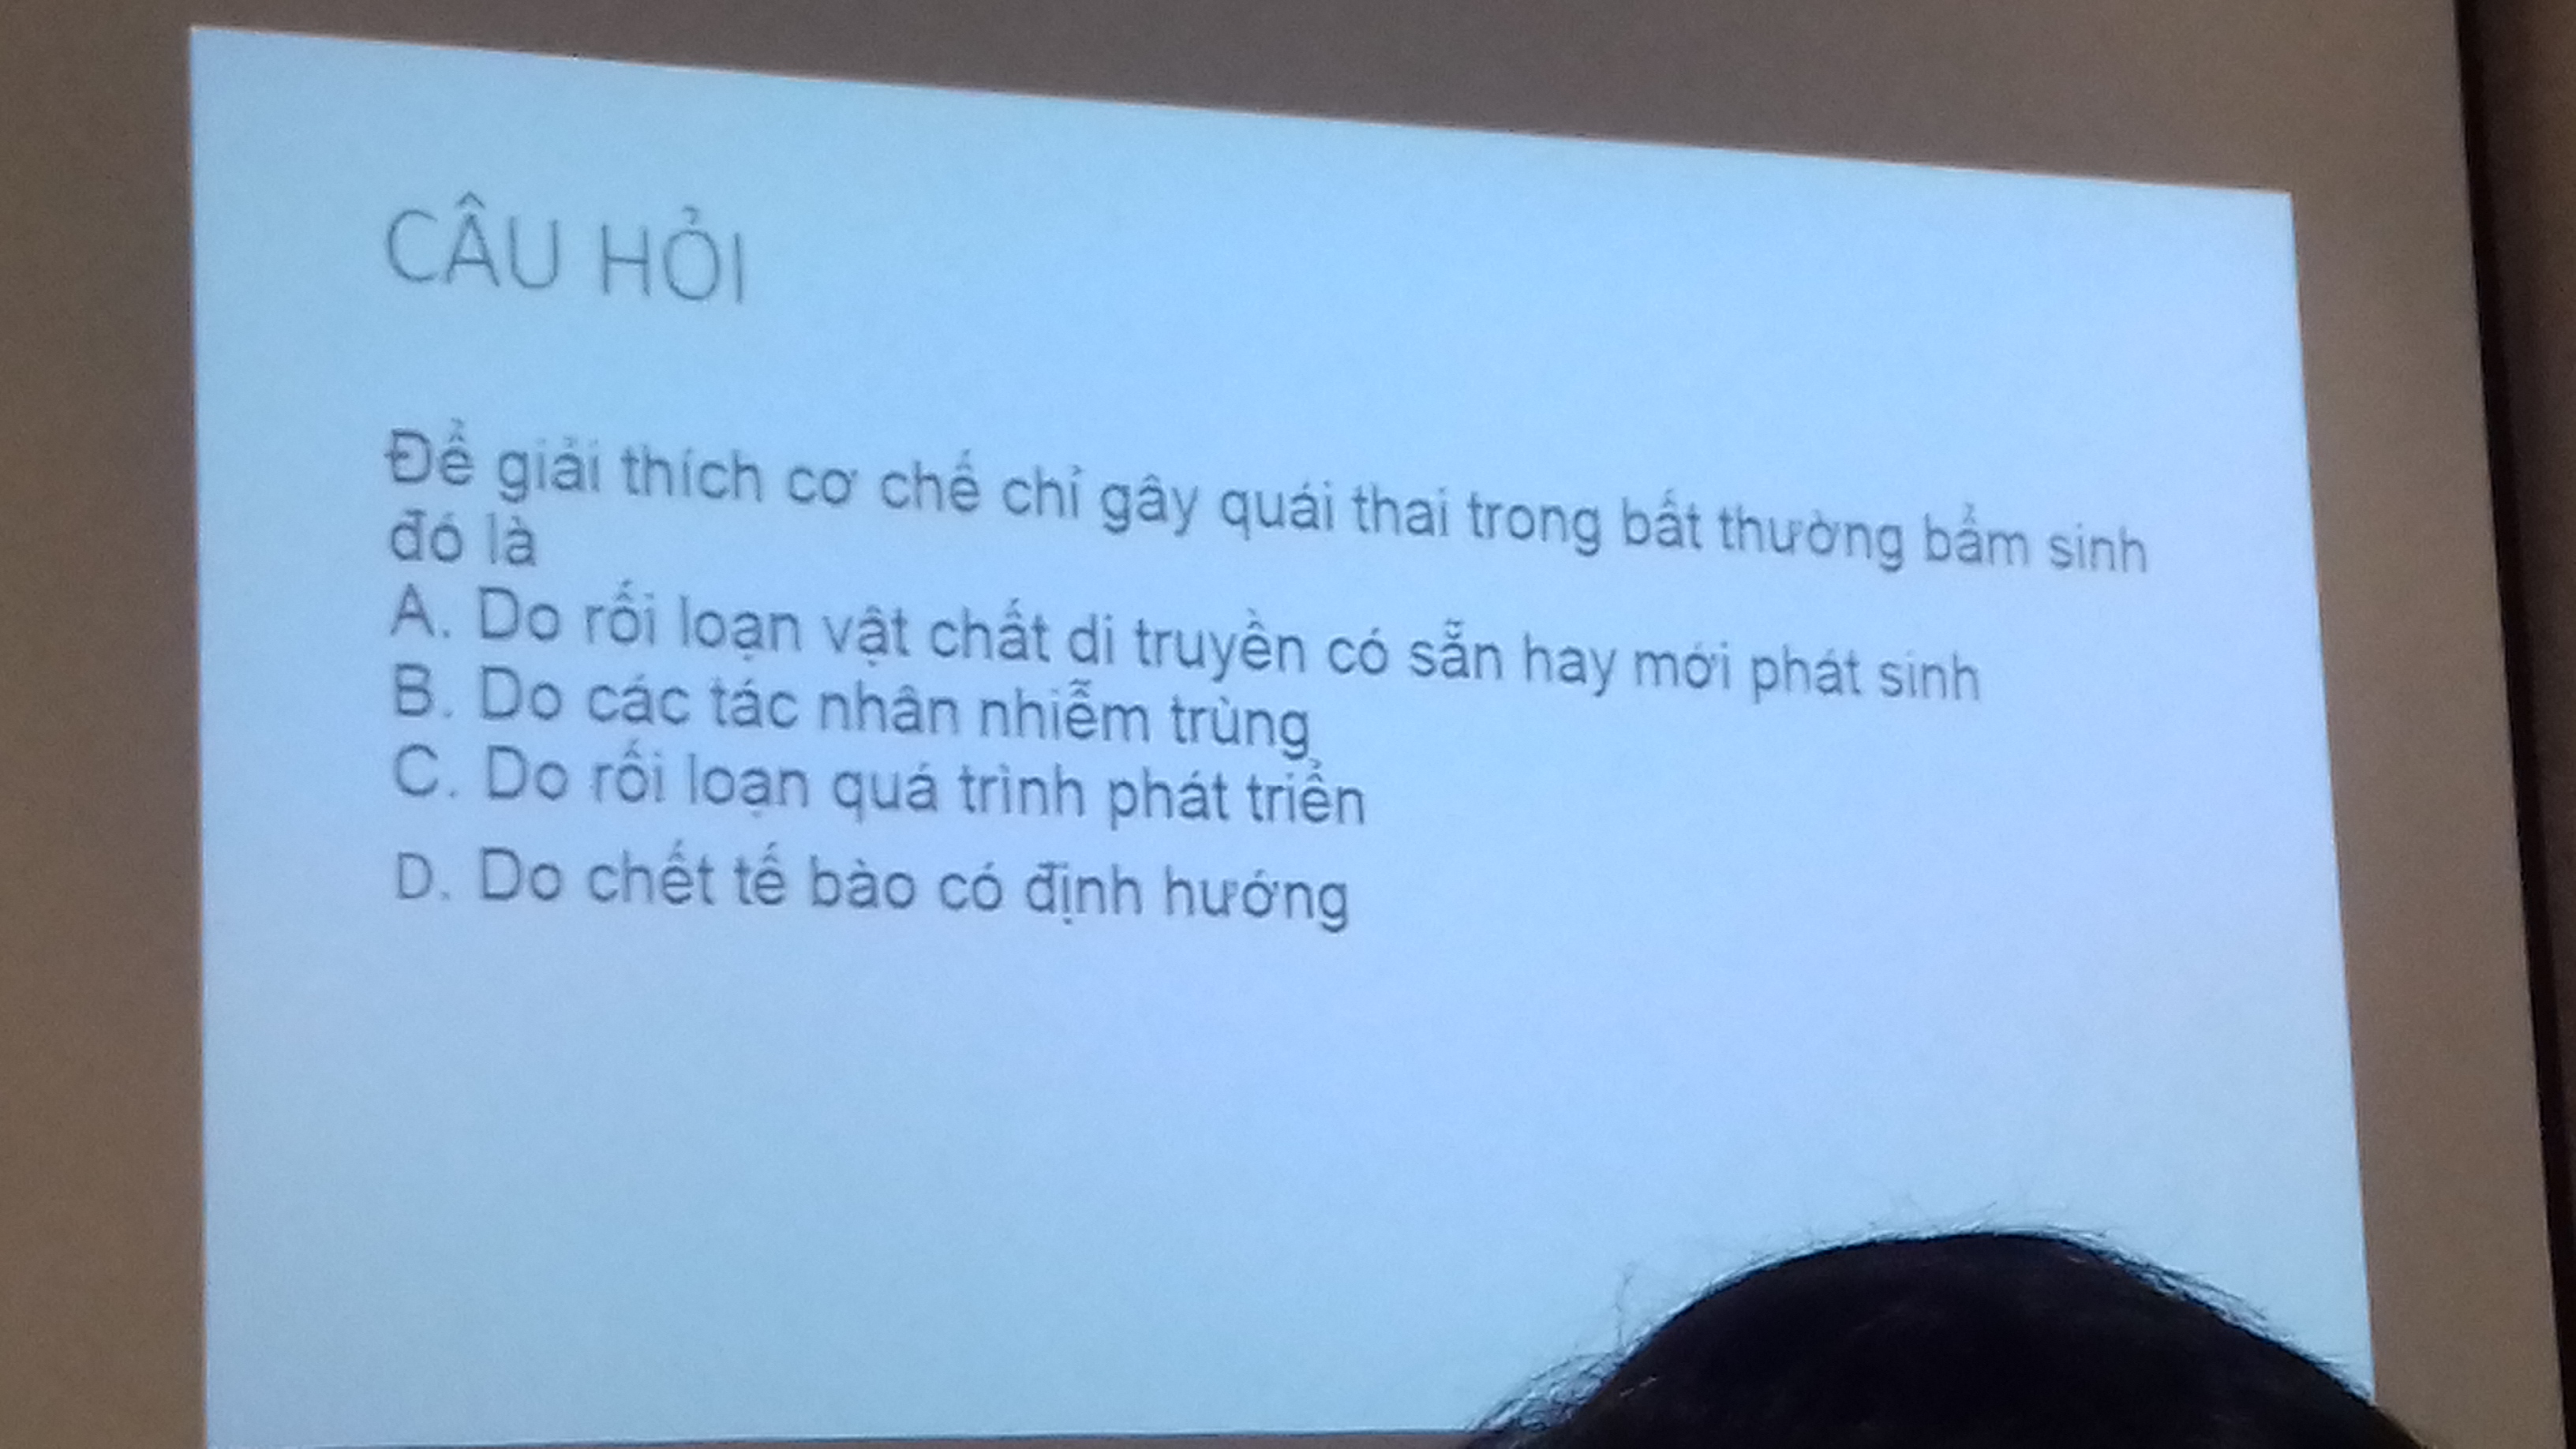 CÂU HỎI
Để giải thích cơ chế chỉ gây quái thai trong bất thường bẩm sinh
đó là
A. Do rối loạn vật chất di truyền có sẵn hay mới phát sinh
B. Do các tác nhân nhiễm trùng
C. Do rối loạn quá trình phát triển
D. Do chết tế bào có định hướng